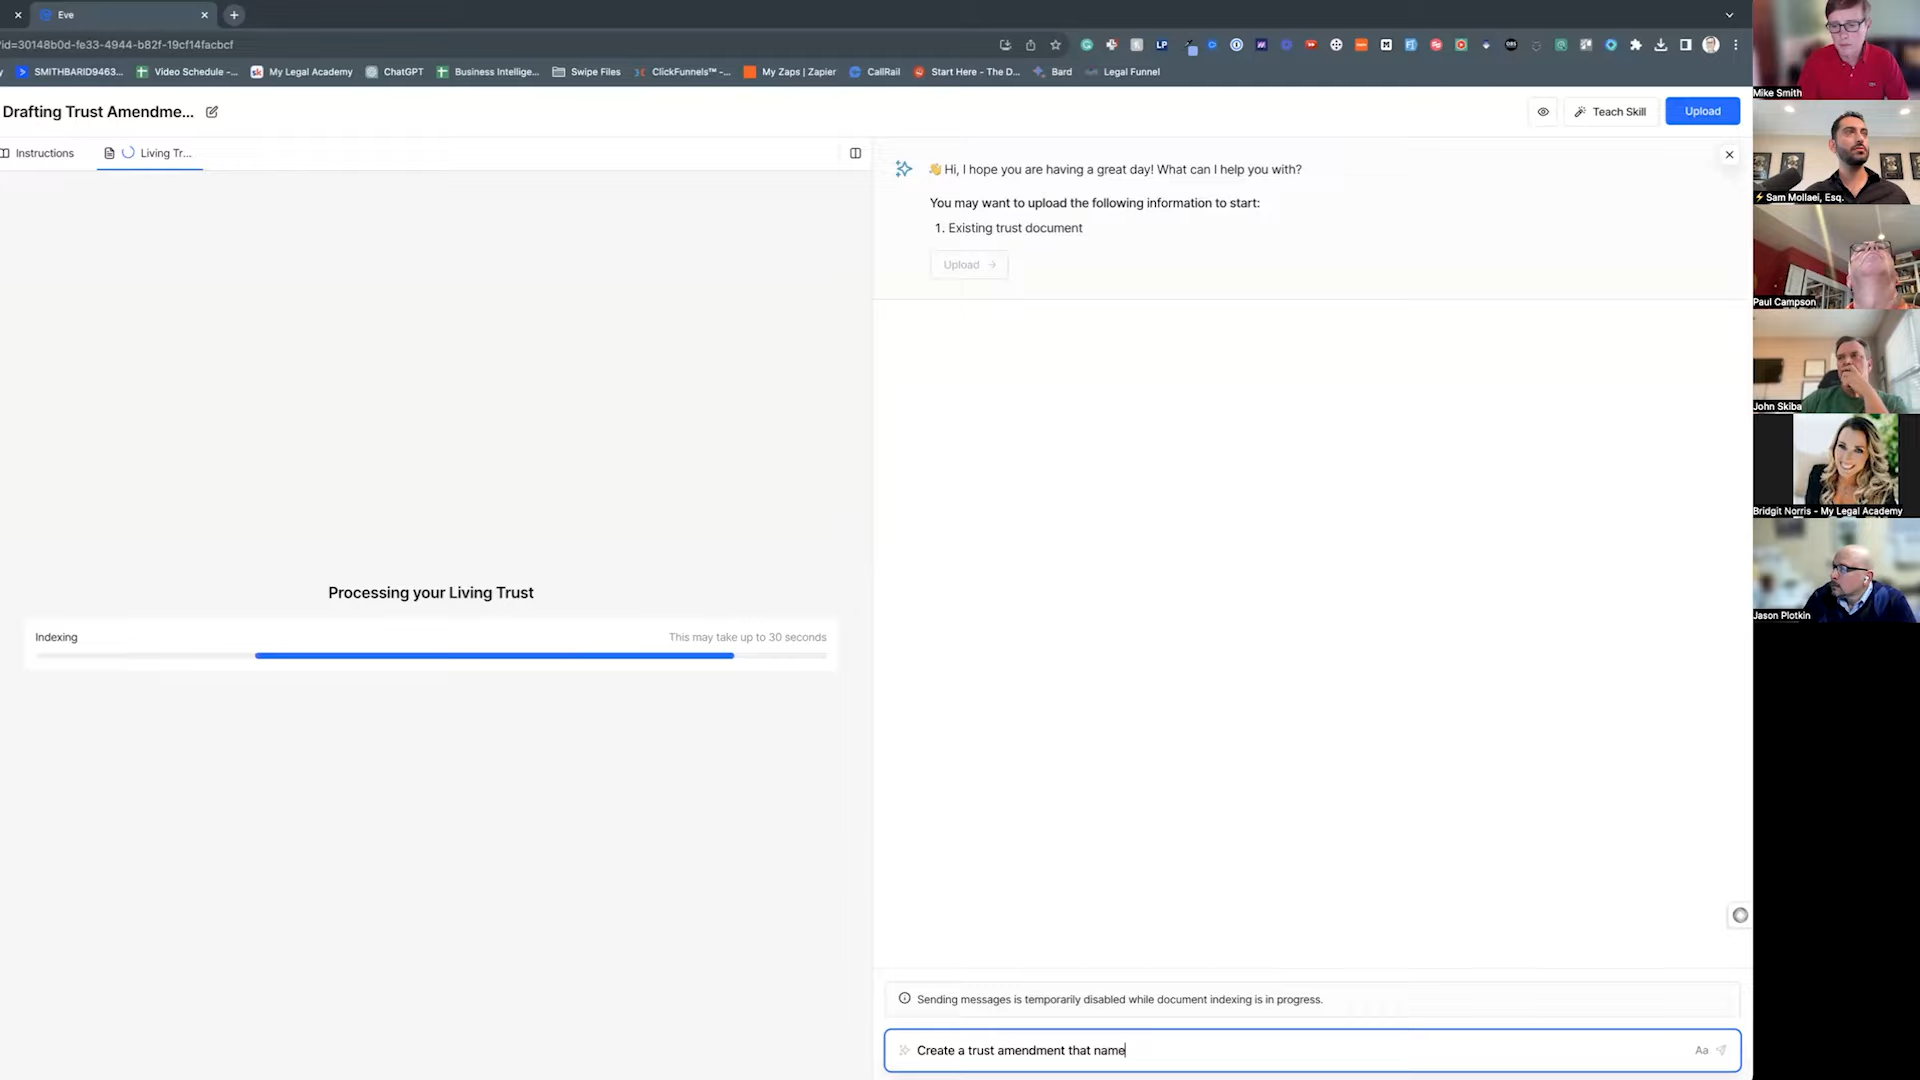 Eve
?id=30148b0d-fe33-4944-b82f-19cf14facbcf
SMITHBARID9463...
Video Schedule -...
My Legal Academy
ChatGPT
Business Intellige...
Swipe Files
ClickFunnels™ -...
My Zaps | Zapier
CallRail
Start Here - The D...
Bard
Legal Funnel
Drafting Trust Amendme...
Teach Skill
Upload
Instructions
Living Tr...
👋 Hi, I hope you are having a great day! What can I help you with?
You may want to upload the following information to start:
1. Existing trust document
Upload →
Processing your Living Trust
Indexing
This may take up to 30 seconds
Sending messages is temporarily disabled while document indexing is in progress.
Create a trust amendment that name
Aa
Mike Smith
⚡ Sam Mollaei, Esq.
Paul Campson
John Skiba
Bridgit Norris - My Legal Academy
Jason Plotkin